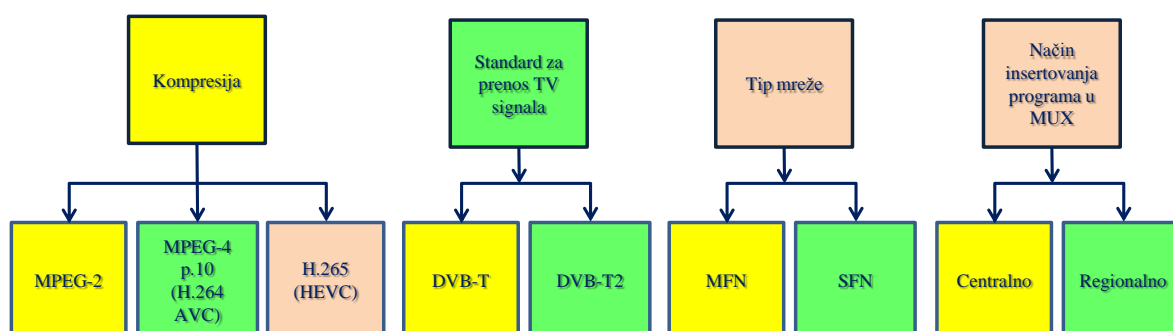 Kompresija
Standard za
prenos TV
signala
Tip mreže
Način
insertovanja
programa u
MUX
MPEG-2
MPEG-4
p.10
(H.264
AVC)
H.265
(HEVC)
DVB-T
DVB-T2
MFN
SFN
Centralno
Regionalno